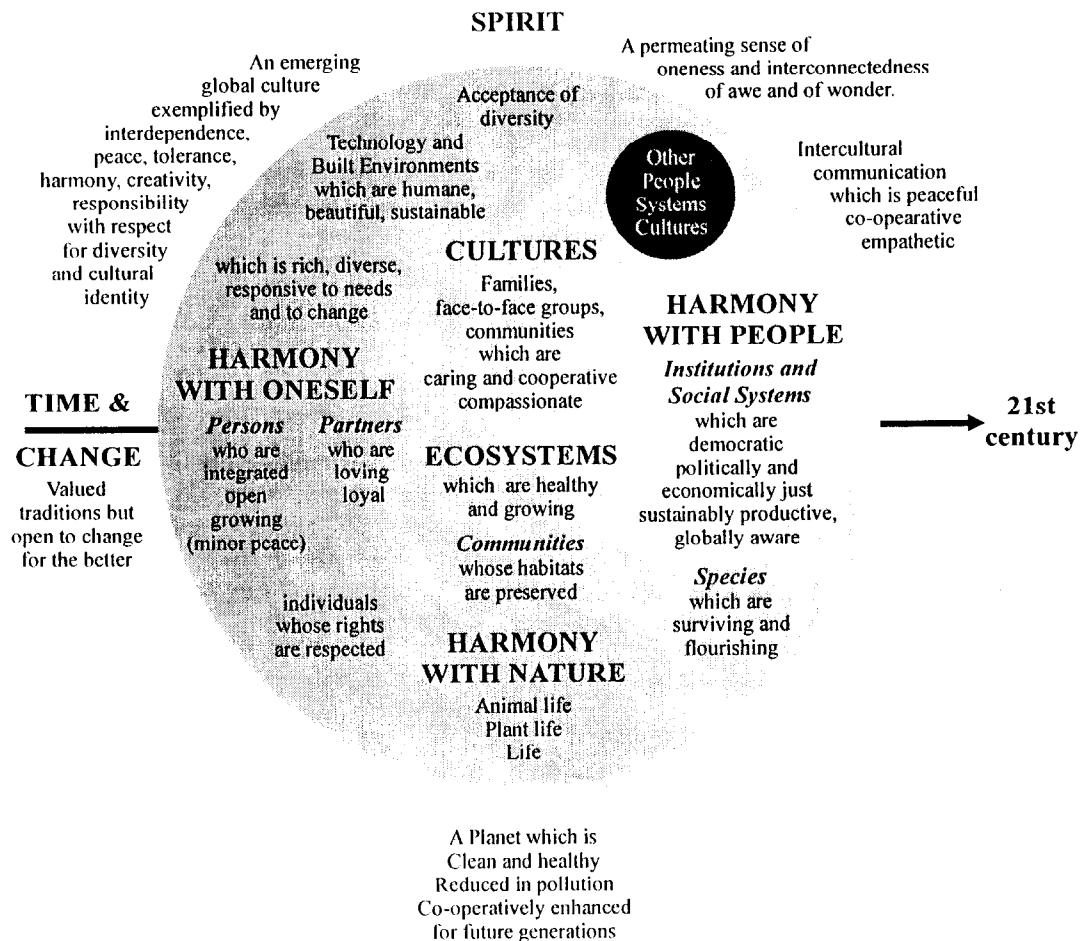 SPIRIT
An emerging
global culture
exemplified by
interdependence,
peace, tolerance,
harmony, creativity,
responsibility
with respect
for diversity
and cultural
identity
A permeating sense of
oneness and interconnectedness
of awe and of wonder.
Acceptance of
diversity
Technology and
Built Environments
which are humane,
beautiful, sustainable
Other
People
Systems
Cultures
Intercultural
communication
which is peaceful
co-opearative
empathetic
which is rich, diverse,
responsive to needs
and to change
CULTURES
Families,
face-to-face groups,
communities
which are
caring and cooperative
compassionate
HARMONY
WITH PEOPLE
Institutions and
Social Systems
which are
democratic
politically and
economically just
sustainably productive,
globally aware
HARMONY
WITH ONESELF
Persons
who are
integrated
open
growing
(minor peace)
Partners
who are
loving
loyal
TIME &
CHANGE
Valued
traditions but
open to change
for the better
21st
century
ECOSYSTEMS
which are healthy
and growing
Communities
whose habitats
are preserved
Species
which are
surviving and
flourishing
individuals
whose rights
are respected
HARMONY
WITH NATURE
Animal life
Plant life
Life
A Planet which is
Clean and healthy
Reduced in pollution
Co-operatively enhanced
for future generations